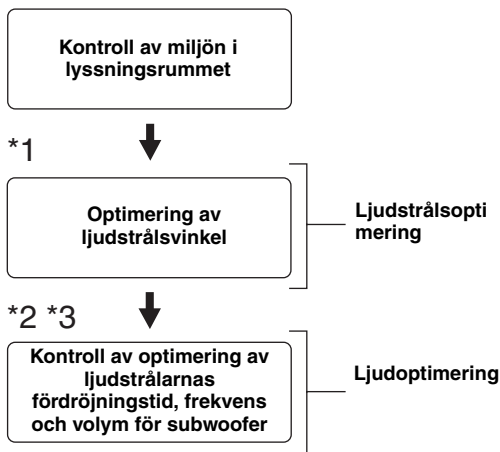 Kontroll av miljön i
lyssningsrummet
*1
Optimering av
ljudstrålsvinkel
Ljudstrålsopti
mering
*2 *3
Kontroll av optimering av
ljudstrålarnas
fördröjningstid, frekvens
och volym för subwoofer
Ljudoptimering